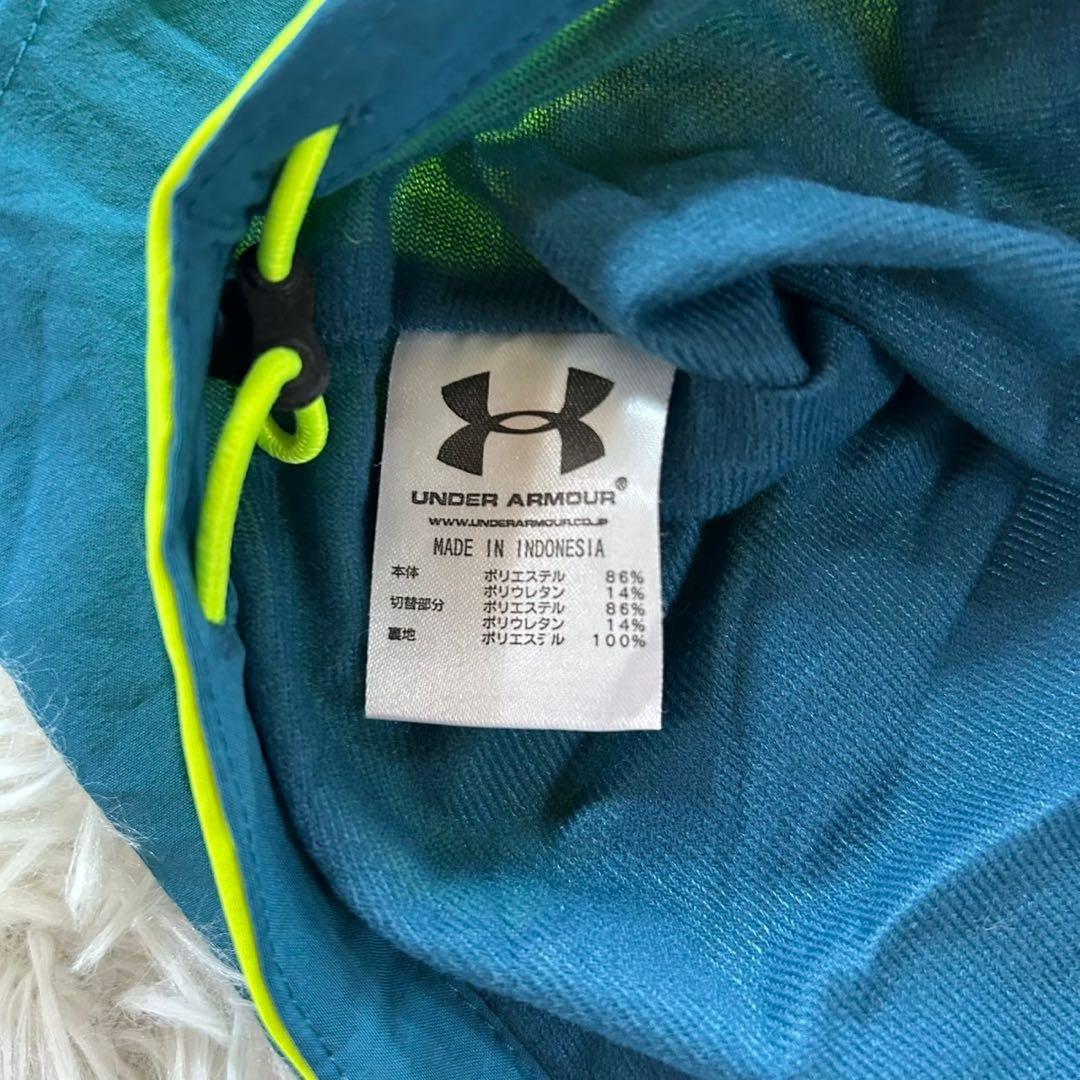 UNDER ARMOUR®
WWW.UNDERARMOUR.CO.JP
MADE IN INDONESIA
本体 ポリエステル 86%
ポリウレタン 14%
切替部分 ポリエステル 86%
ポリウレタン 14%
裏地 ポリエステル 100%